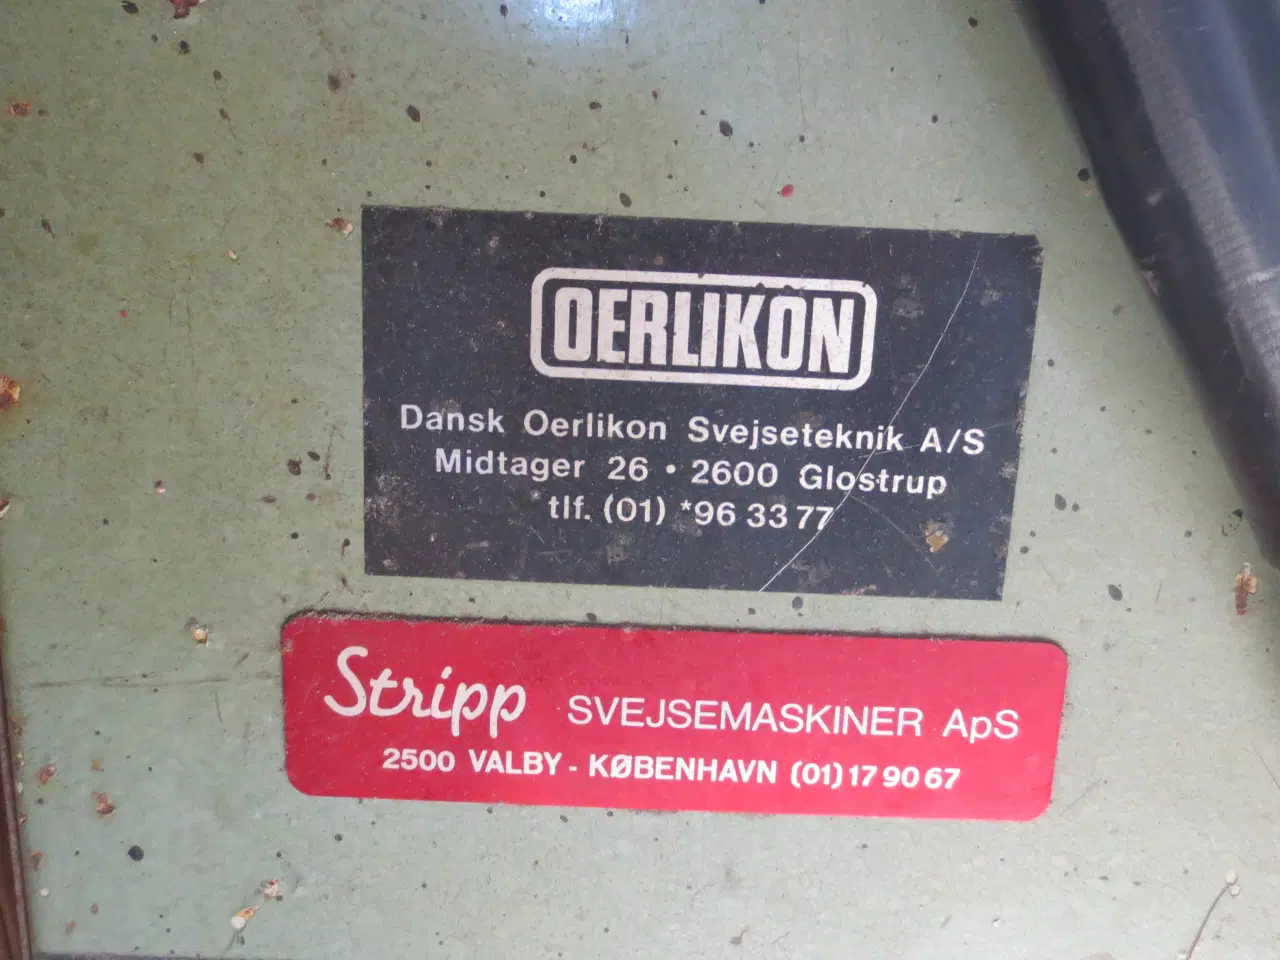 OERLIKON
Dansk Oerlikon Svejseteknik A/S
Midtager 26 • 2600 Glostrup
tlf. (01) *96 33 77
Stripp SVEJSEMASKINER ApS
2500 VALBY - KØBENHAVN (01) 17 90 67